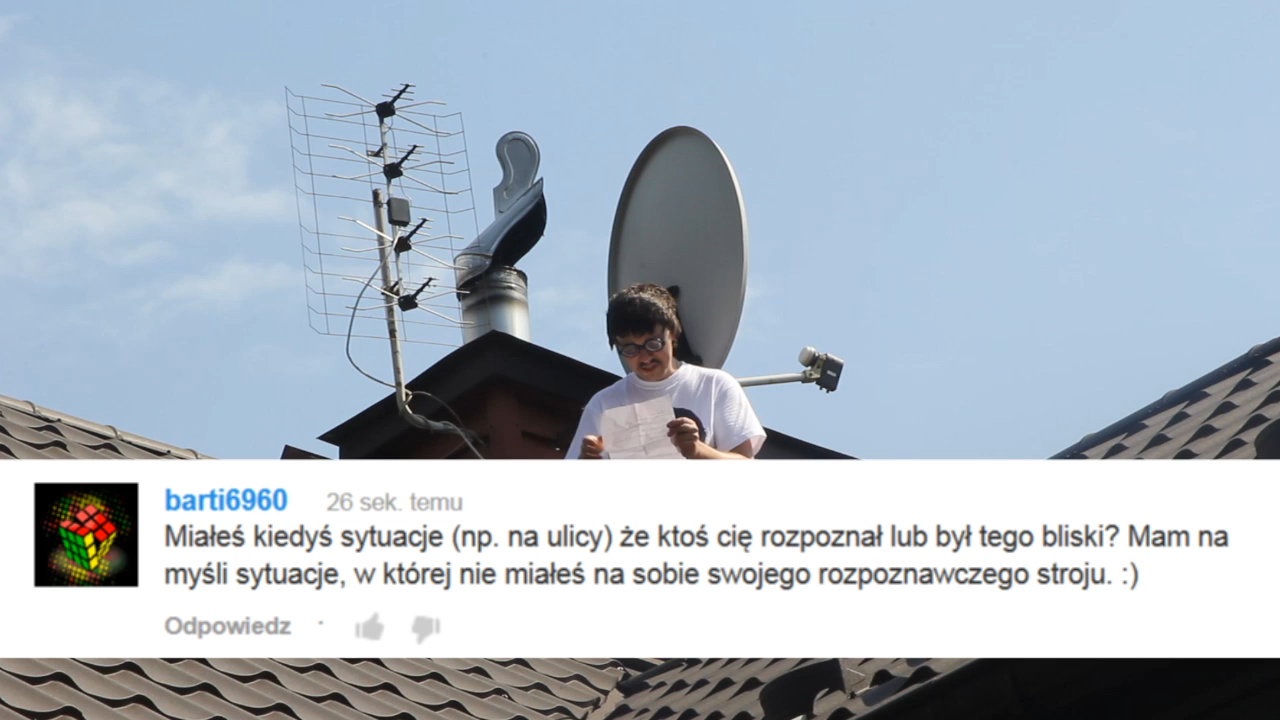 barti6960 26 sek. temu
Miałeś kiedyś sytuacje (np. na ulicy) że ktoś cię rozpoznał lub był tego bliski? Mam na
myśli sytuacje, w której nie miałeś na sobie swojego rozpoznawczego stroju. :)
Odpowiedz ·